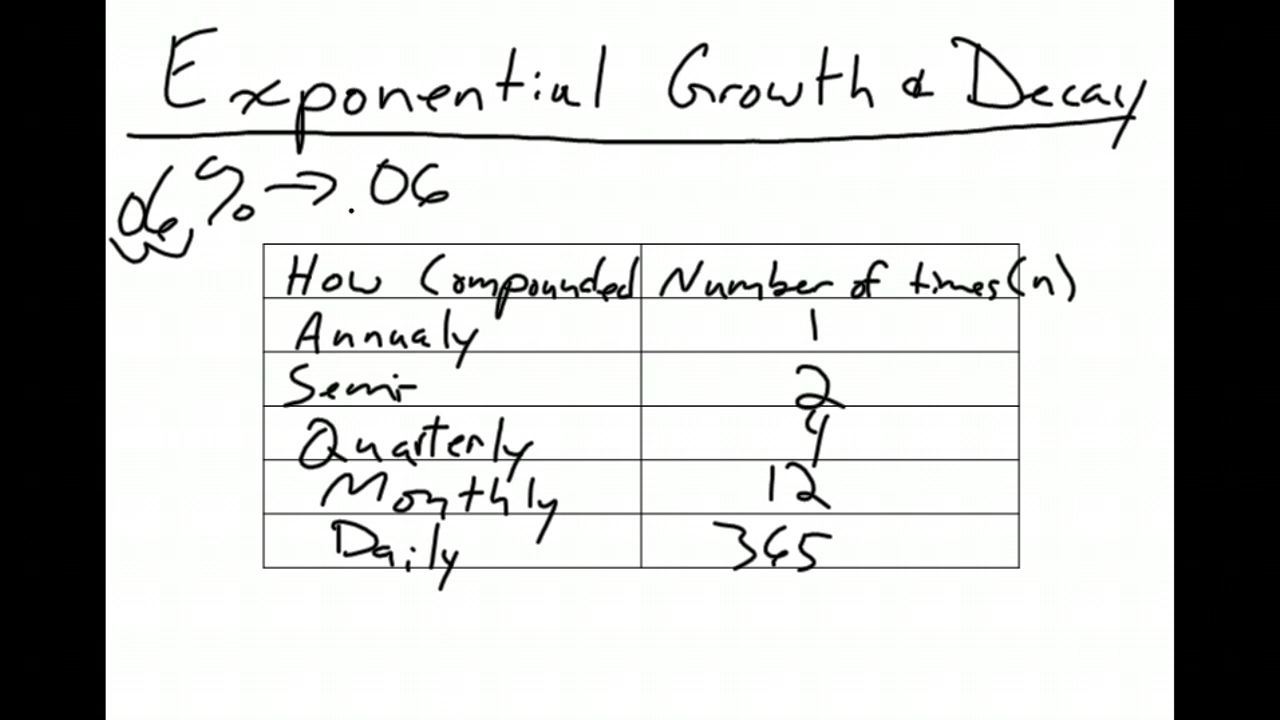 Exponential Growth & Decay
06.% → .06
How Compounded Number of times (n)
Annualy 1
Semi- 2
Quarterly 4
Monthly 12
Daily 365